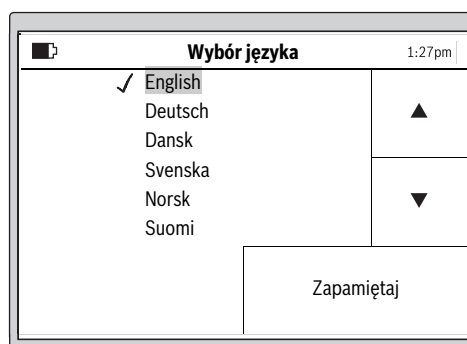 Wybór języka 1:27pm
✓ English
Deutsch
Dansk
Svenska
Norsk
Suomi
Zapamiętaj